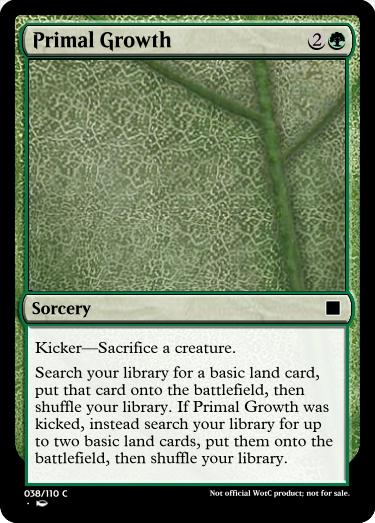 Primal Growth 2
Sorcery
Kicker—Sacrifice a creature.
Search your library for a basic land card,
put that card onto the battlefield, then
shuffle your library. If Primal Growth was
kicked, instead search your library for up
to two basic land cards, put them onto the
battlefield, then shuffle your library.
038/110 C
Not official WotC product; not for sale.